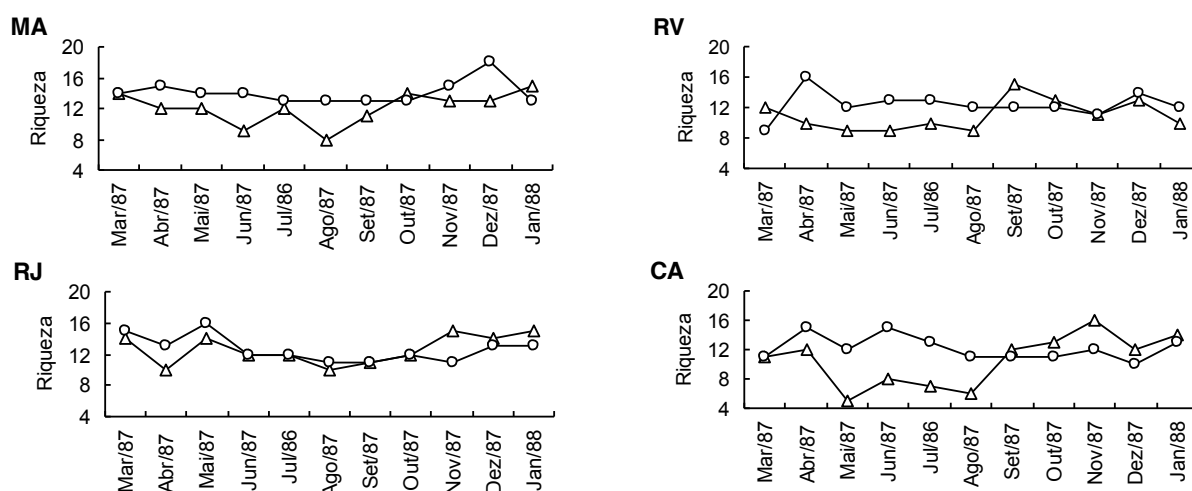 MA
Riqueza
20
16
12
8
4
Mar/87
Abr/87
Mai/87
Jun/87
Jul/86
Ago/87
Set/87
Out/87
Nov/87
Dez/87
Jan/88
RV
Riqueza
20
16
12
8
4
Mar/87
Abr/87
Mai/87
Jun/87
Jul/86
Ago/87
Set/87
Out/87
Nov/87
Dez/87
Jan/88
RJ
Riqueza
20
16
12
8
4
Mar/87
Abr/87
Mai/87
Jun/87
Jul/86
Ago/87
Set/87
Out/87
Nov/87
Dez/87
Jan/88
CA
Riqueza
20
16
12
8
4
Mar/87
Abr/87
Mai/87
Jun/87
Jul/86
Ago/87
Set/87
Out/87
Nov/87
Dez/87
Jan/88